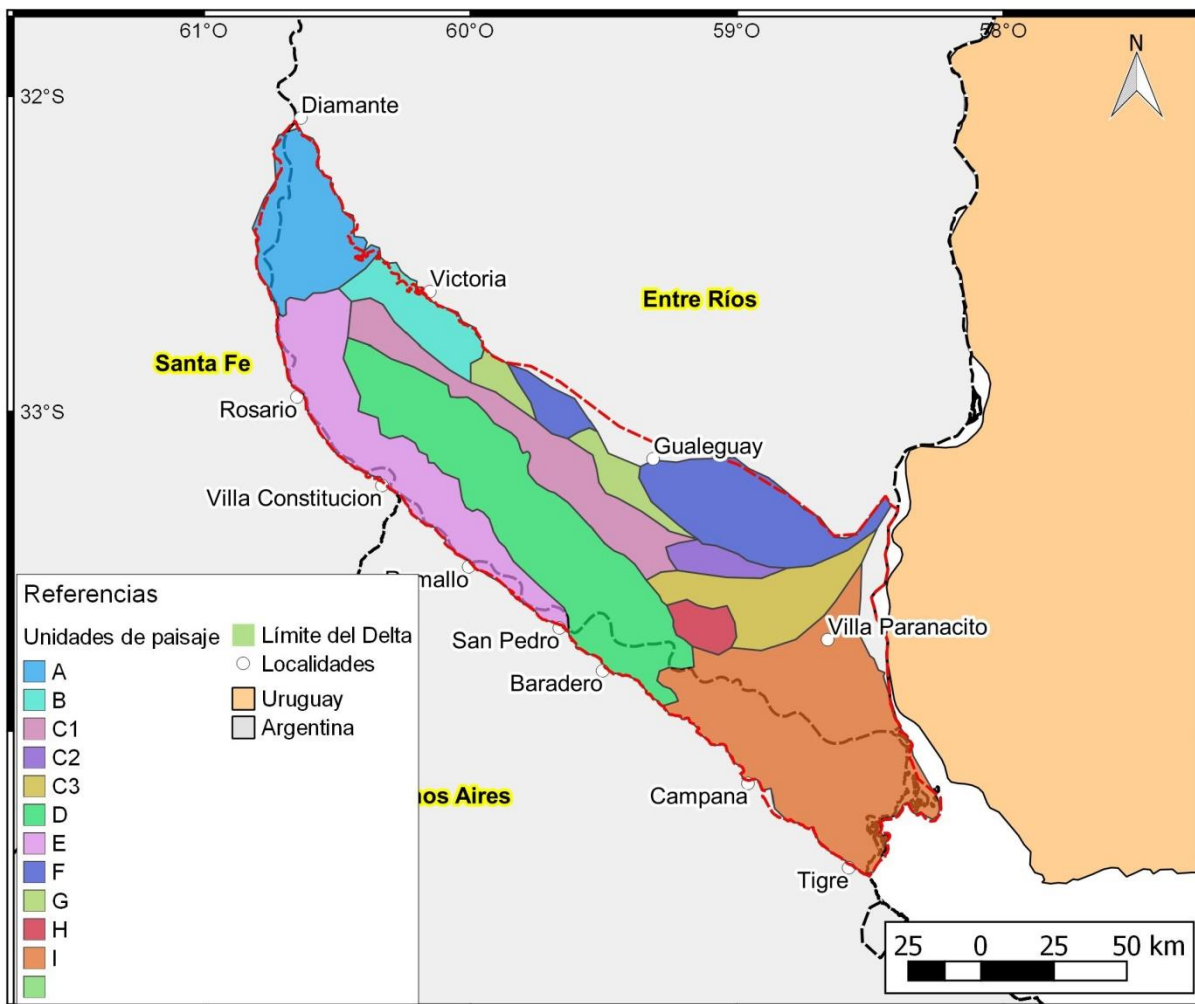 61°O
60°O
59°O
58°O
N
32°S
Diamante
Victoria
Entre Ríos
Santa Fe
33°S
Rosario
Gualeguay
Villa Constitucion
San Pedro
Villa Paranacito
Baradero
Campana
Tigre
Referencias
Unidades de paisaje
A
B
C1
C2
C3
D
E
F
G
H
I
Límite del Delta
Localidades
Uruguay
Argentina
Aires
25 0 25 50 km